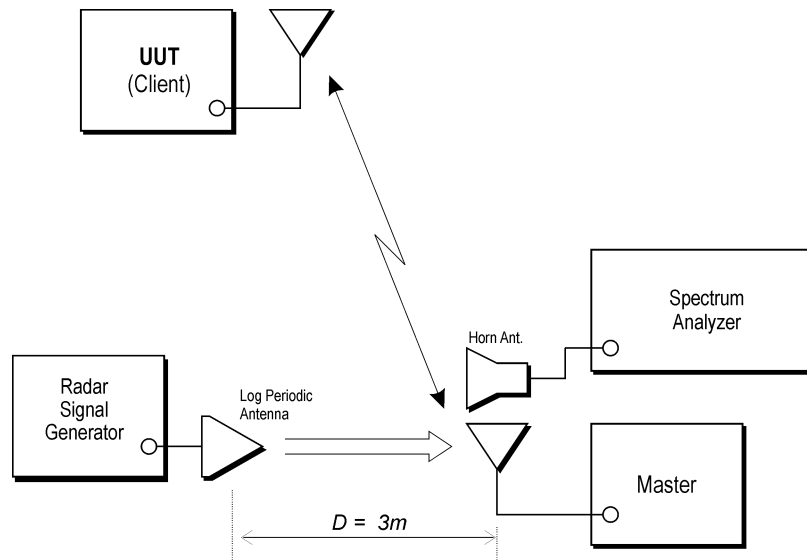 UUT
(Client)
Spectrum
Analyzer
Horn Ant.
Radar
Signal
Generator
Log Periodic
Antenna
Master
D = 3m